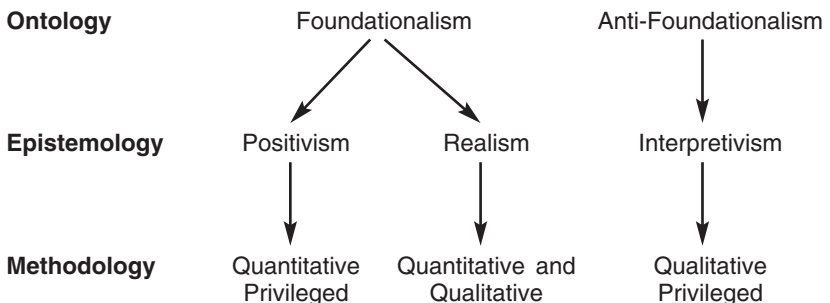 Ontology Foundationalism Anti-Foundationalism
Epistemology Positivism Realism Interpretivism
Methodology Quantitative Quantitative and Qualitative
Privileged Qualitative Privileged